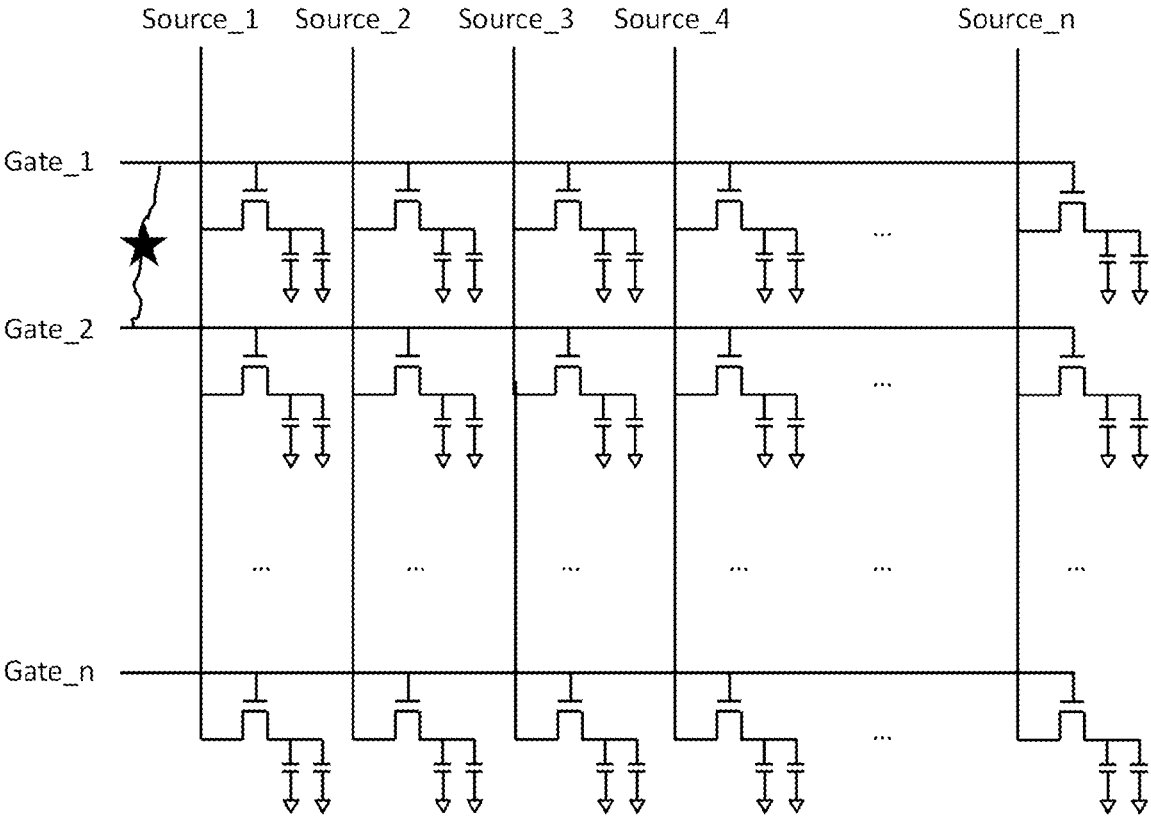 Source_1 Source_2 Source_3 Source_4 Source_n
Gate_1
...
Gate_2
...
... ... ... ... ... ...
Gate_n
...